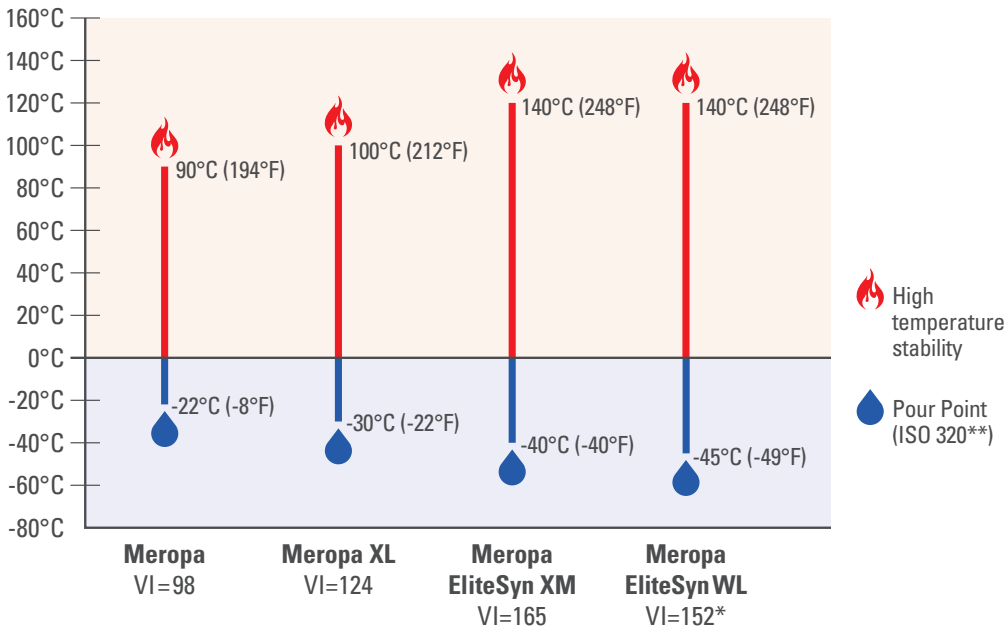 160°C
140°C
120°C
100°C
80°C
60°C
40°C
20°C
0°C
-20°C
-40°C
-60°C
-80°C
90°C (194°F)
100°C (212°F)
140°C (248°F)
140°C (248°F)
-22°C (-8°F)
-30°C (-22°F)
-40°C (-40°F)
-45°C (-49°F)
Meropa
VI=98
Meropa XL
VI=124
Meropa
EliteSyn XM
VI=165
Meropa
EliteSyn WL
VI=152*
High
temperature
stability
Pour Point
(ISO 320**)